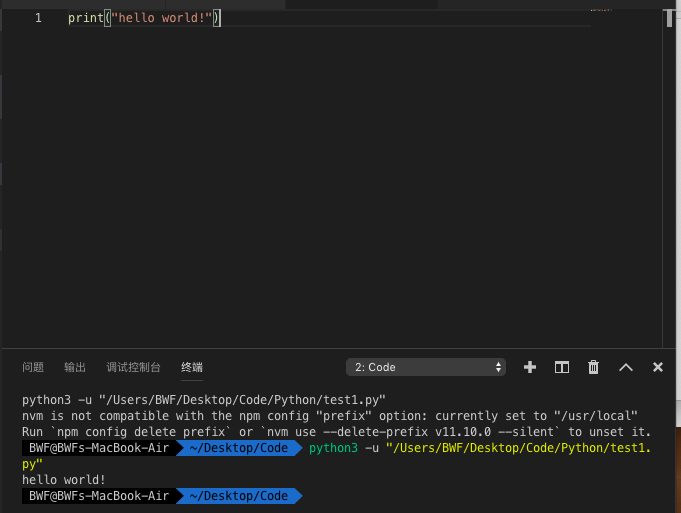 1 print("hello world!")
问题 输出 调试控制台 终端 2: Code
python3 -u "/Users/BWF/Desktop/Code/Python/test1.py"
nvm is not compatible with the npm config "prefix" option: currently set to "/usr/local"
Run `npm config delete prefix` or `nvm use --delete-prefix v11.10.0 --silent` to unset it.
BWF@BWFs-MacBook-Air ~/Desktop/Code python3 -u "/Users/BWF/Desktop/Code/Python/test1.
py"
hello world!
BWF@BWFs-MacBook-Air ~/Desktop/Code